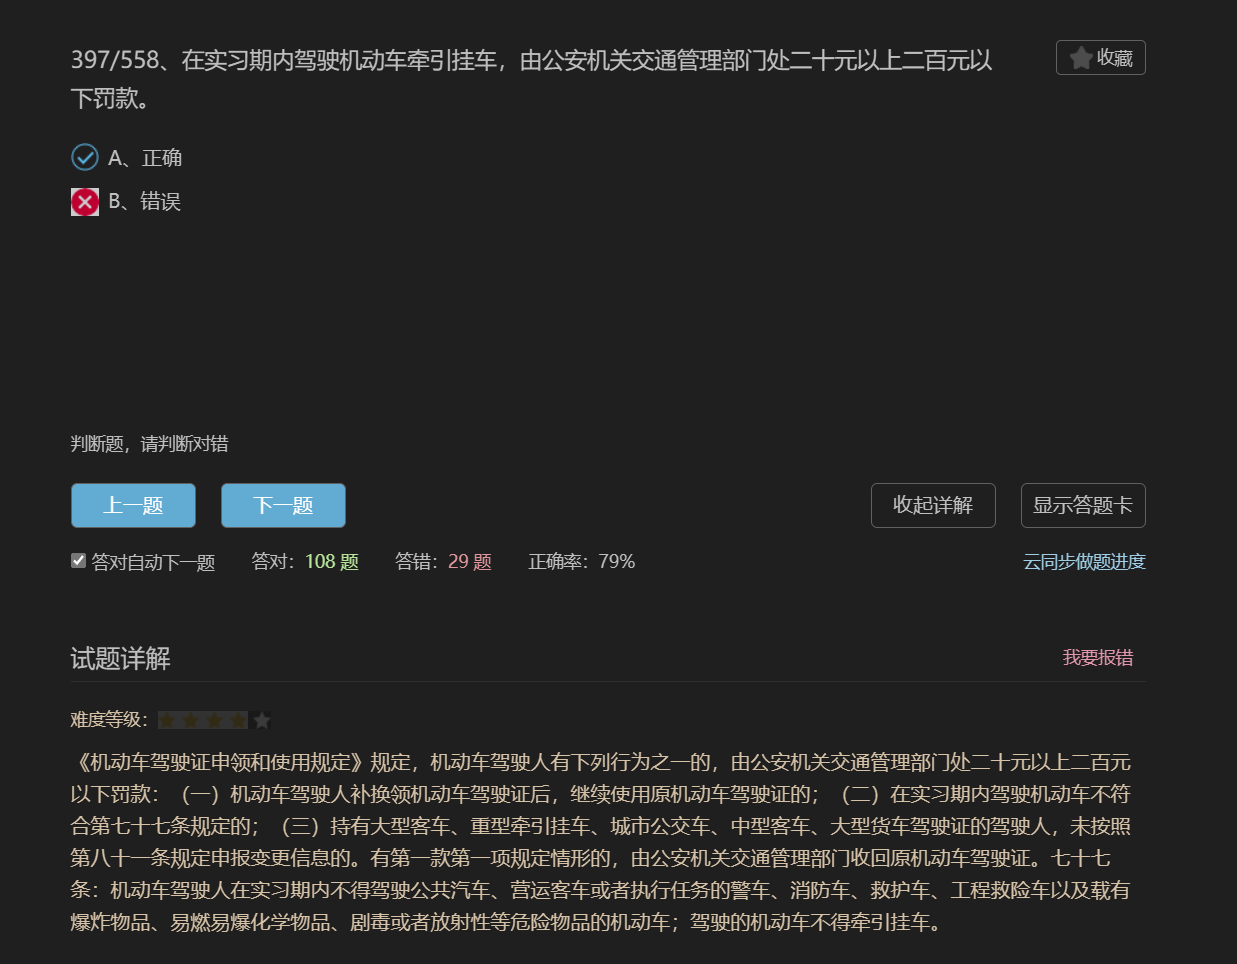 397/558、在实习期内驾驶机动车牵引挂车，由公安机关交通管理部门处二十元以上二百元以
下罚款。
收藏
A、正确
B、错误
判断题，请判断对错
上一题 下一题 收起详解 显示答题卡
答对自动下一题 答对：108 题 答错：29 题 正确率：79% 云同步做题进度
试题详解 我要报错
难度等级：
《机动车驾驶证申领和使用规定》规定，机动车驾驶人有下列行为之一的，由公安机关交通管理部门处二十元以上二百元
以下罚款：（一）机动车驾驶人补换领机动车驾驶证后，继续使用原机动车驾驶证的；（二）在实习期内驾驶机动车不符
合第七十七条规定的；（三）持有大型客车、重型牵引挂车、城市公交车、中型客车、大型货车驾驶证的驾驶人，未按照
第八十一条规定申报变更信息的。有第一款第一项规定情形的，由公安机关交通管理部门收回原机动车驾驶证。七十七
条：机动车驾驶人在实习期内不得驾驶公共汽车、营运客车或者执行任务的警车、消防车、救护车、工程救险车以及载有
爆炸物品、易燃易爆化学物品、剧毒或者放射性等危险物品的机动车；驾驶的机动车不得牵引挂车。